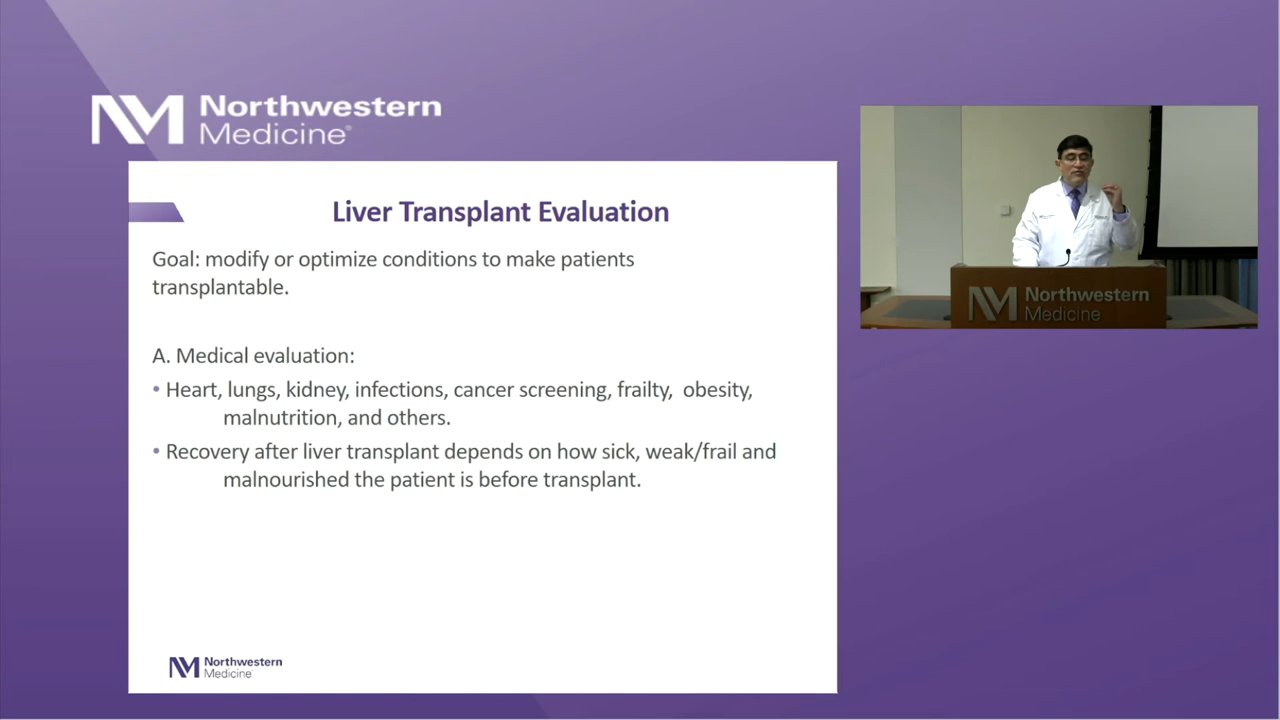 Northwestern
Medicine®
Liver Transplant Evaluation
Goal: modify or optimize conditions to make patients
transplantable.
A. Medical evaluation:
• Heart, lungs, kidney, infections, cancer screening, frailty, obesity,
malnutrition, and others.
• Recovery after liver transplant depends on how sick, weak/frail and
malnourished the patient is before transplant.
Northwestern
Medicine
Northwestern
Medicine